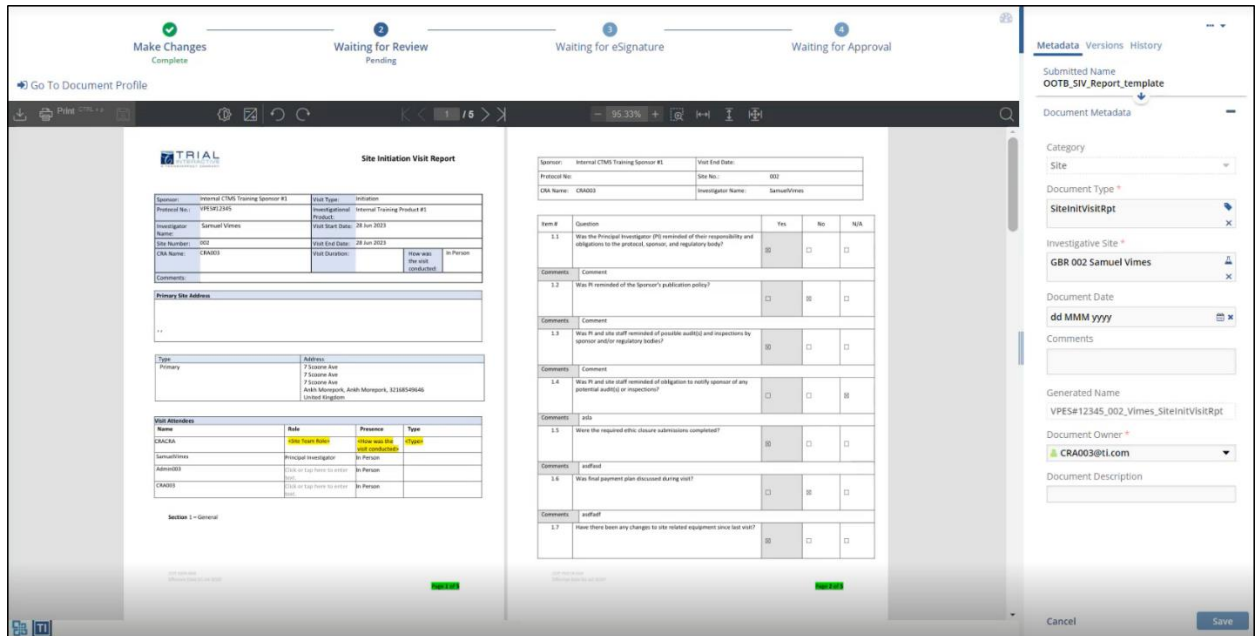 2 3 4
Make Changes Waiting for Review Waiting for eSignature Waiting for Approval
Complete Pending
Go To Document Profile
Print
1 / 5
95.33%
TRIAL
INTERACTIVE
Site Initiation Visit Report
Sponsor: Internal CTMS Training Sponsor #1 Visit Type: Initiation
Protocol No.: VPES#12345 Investigational Product: Internal Training Product #1
Investigator Name: Samuel Vimes Visit Start Date: 28 Jun 2023
Site Number: 002 Visit End Date: 28 Jun 2023
CRA Name: CRA003 Visit Duration: How was the visit conducted: In Person
Comments:
Primary Site Address
, ,
Type Address
Primary 7 Scoone Ave
7 Scoone Ave
7 Scoone Ave
Ankh Morepork, Ankh Morepork, 32168549646
United Kingdom
Visit Attendees
Name Role Presence Type
CRACRA <Site Team Role> <How was the visit conducted> <Type>
SamuelVimes Principal Investigator In Person
Admin003 Click or tap here to enter text. In Person
CRA003 Click or tap here to enter text. In Person
Section 1 – General
Page 1 of 5
Sponsor: Internal CTMS Training Sponsor #1 Visit End Date:
Protocol No: Site No.: 002
CRA Name: CRA003 Investigator Name: SamuelVimes
Item # Question Yes No N/A
1.1 Was the Principal Investigator (PI) reminded of their responsibility and
obligations to the protocol, sponsor, and regulatory body?
Comments Comment
1.2 Was PI reminded of the Sponsor's publication policy?
Comments Comment
1.3 Was PI and site staff reminded of possible audit(s) and inspections by
sponsor and/or regulatory bodies?
Comments Comment
1.4 Was PI and site staff reminded of obligation to notify sponsor of any
potential audit(s) or inspections?
Comments
1.5 Were the required ethic closure submissions completed?
Comments asdfasd
1.6 Was final payment plan discussed during visit?
Comments asdfadf
1.7 Have there been any changes to site related equipment since last visit?
Page 2 of 5
Metadata Versions History
Submitted Name
OOTB_SIV_Report_template
Document Metadata
Category
Site
Document Type *
SiteInitVisitRpt
Investigative Site *
GBR 002 Samuel Vimes
Document Date
dd MMM yyyy
Comments
Generated Name
VPES#12345_002_Vimes_SiteInitVisitRpt
Document Owner *
CRA003@ti.com
Document Description
Cancel Save
TI